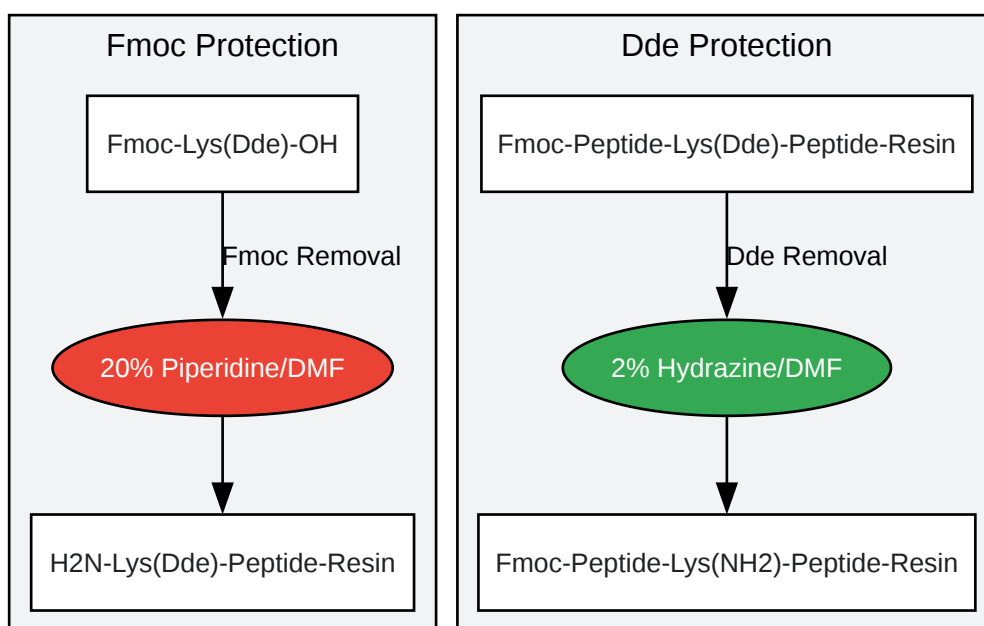 Fmoc Protection
Fmoc-Lys(Dde)-OH
Fmoc Removal
20% Piperidine/DMF
H2N-Lys(Dde)-Peptide-Resin
Dde Protection
Fmoc-Peptide-Lys(Dde)-Peptide-Resin
Dde Removal
2% Hydrazine/DMF
Fmoc-Peptide-Lys(NH2)-Peptide-Resin